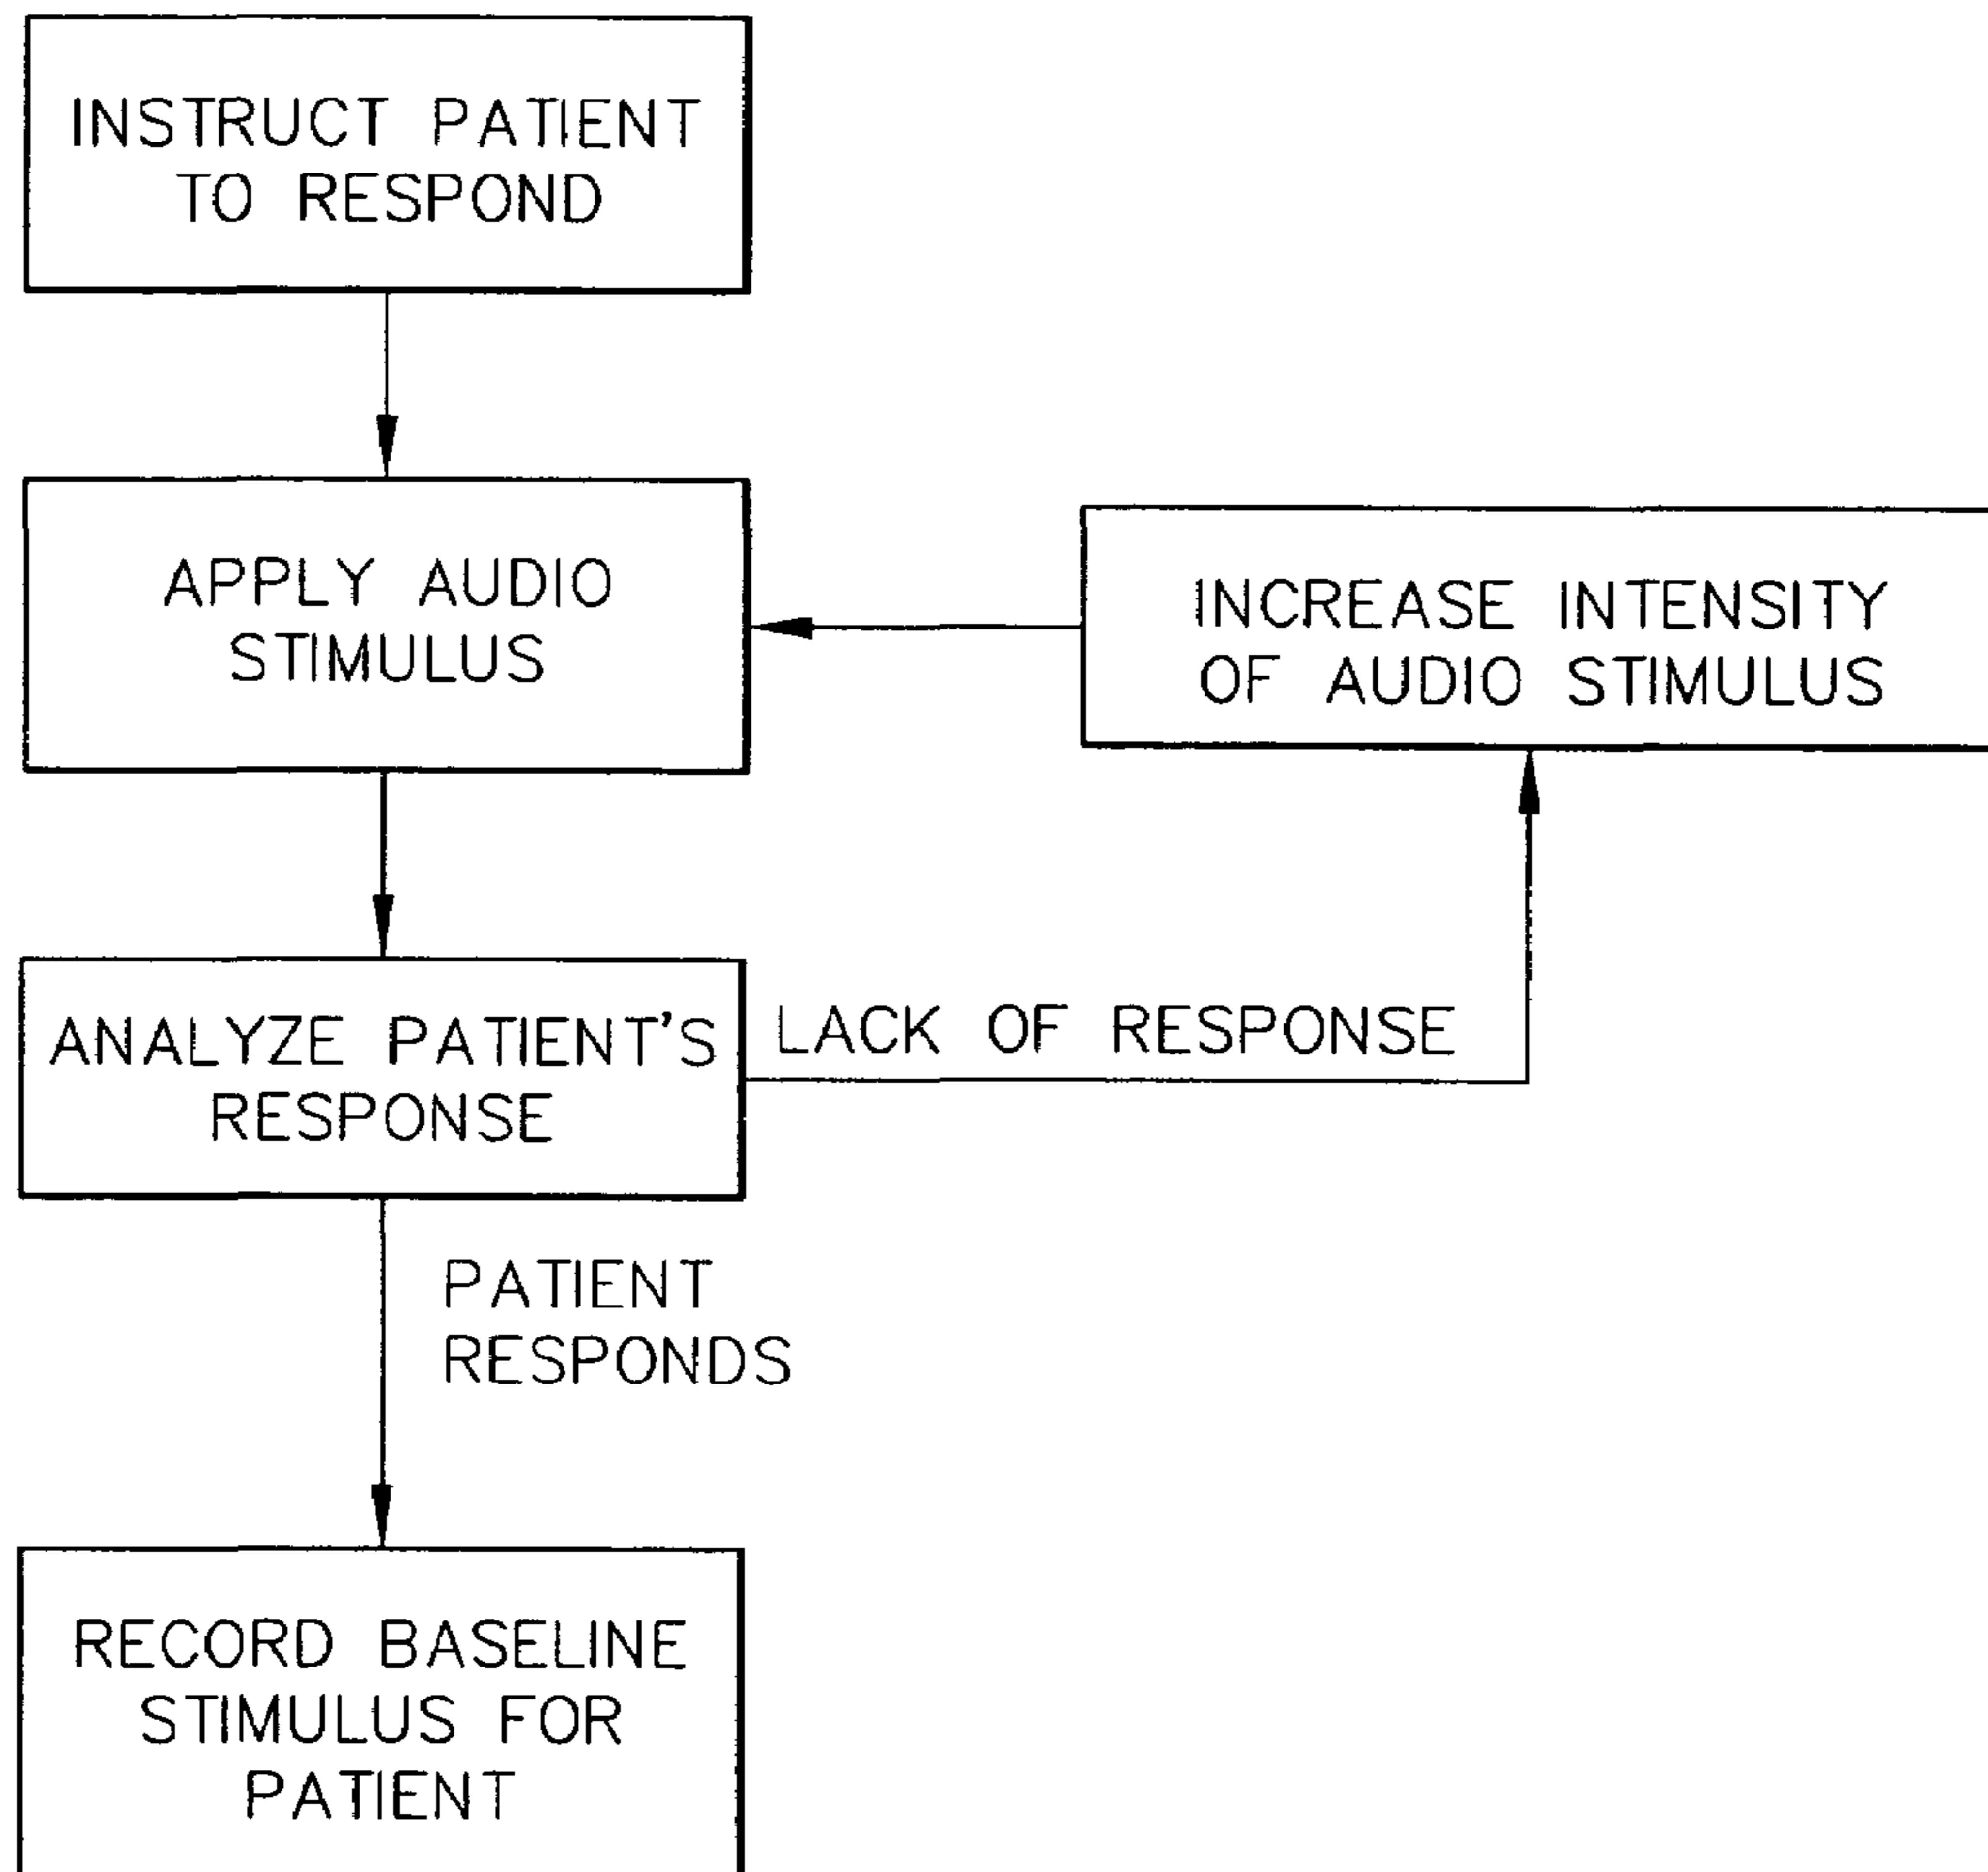 INSTRUCT PATIENT
TO RESPOND
APPLY AUDIO
STIMULUS
INCREASE INTENSITY
OF AUDIO STIMULUS
ANALYZE PATIENT'S
RESPONSE
LACK OF RESPONSE
PATIENT
RESPONDS
RECORD BASELINE
STIMULUS FOR
PATIENT